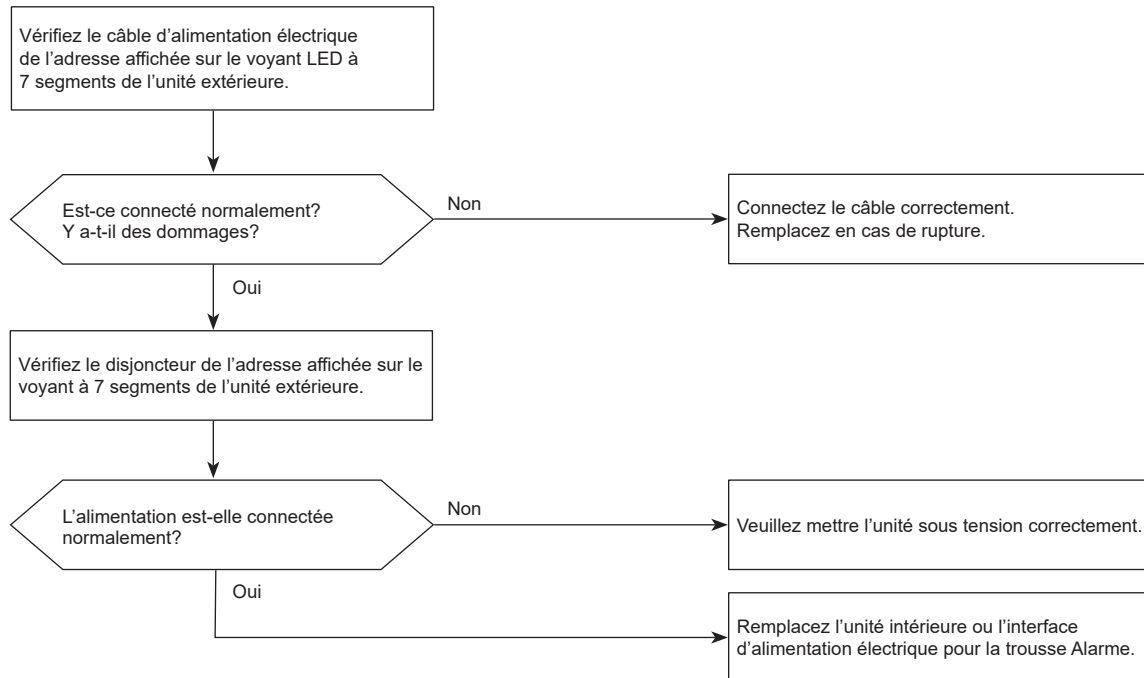 Vérifiez le câble d’alimentation électrique
de l’adresse affichée sur le voyant LED à
7 segments de l’unité extérieure.
Est-ce connecté normalement?
Y a-t-il des dommages?
Non
Connectez le câble correctement.
Remplacez en cas de rupture.
Oui
Vérifiez le disjoncteur de l’adresse affichée sur le
voyant à 7 segments de l’unité extérieure.
L’alimentation est-elle connectée
normalement?
Non
Veuillez mettre l’unité sous tension correctement.
Oui
Remplacez l’unité intérieure ou l’interface
d’alimentation électrique pour la trousse Alarme.